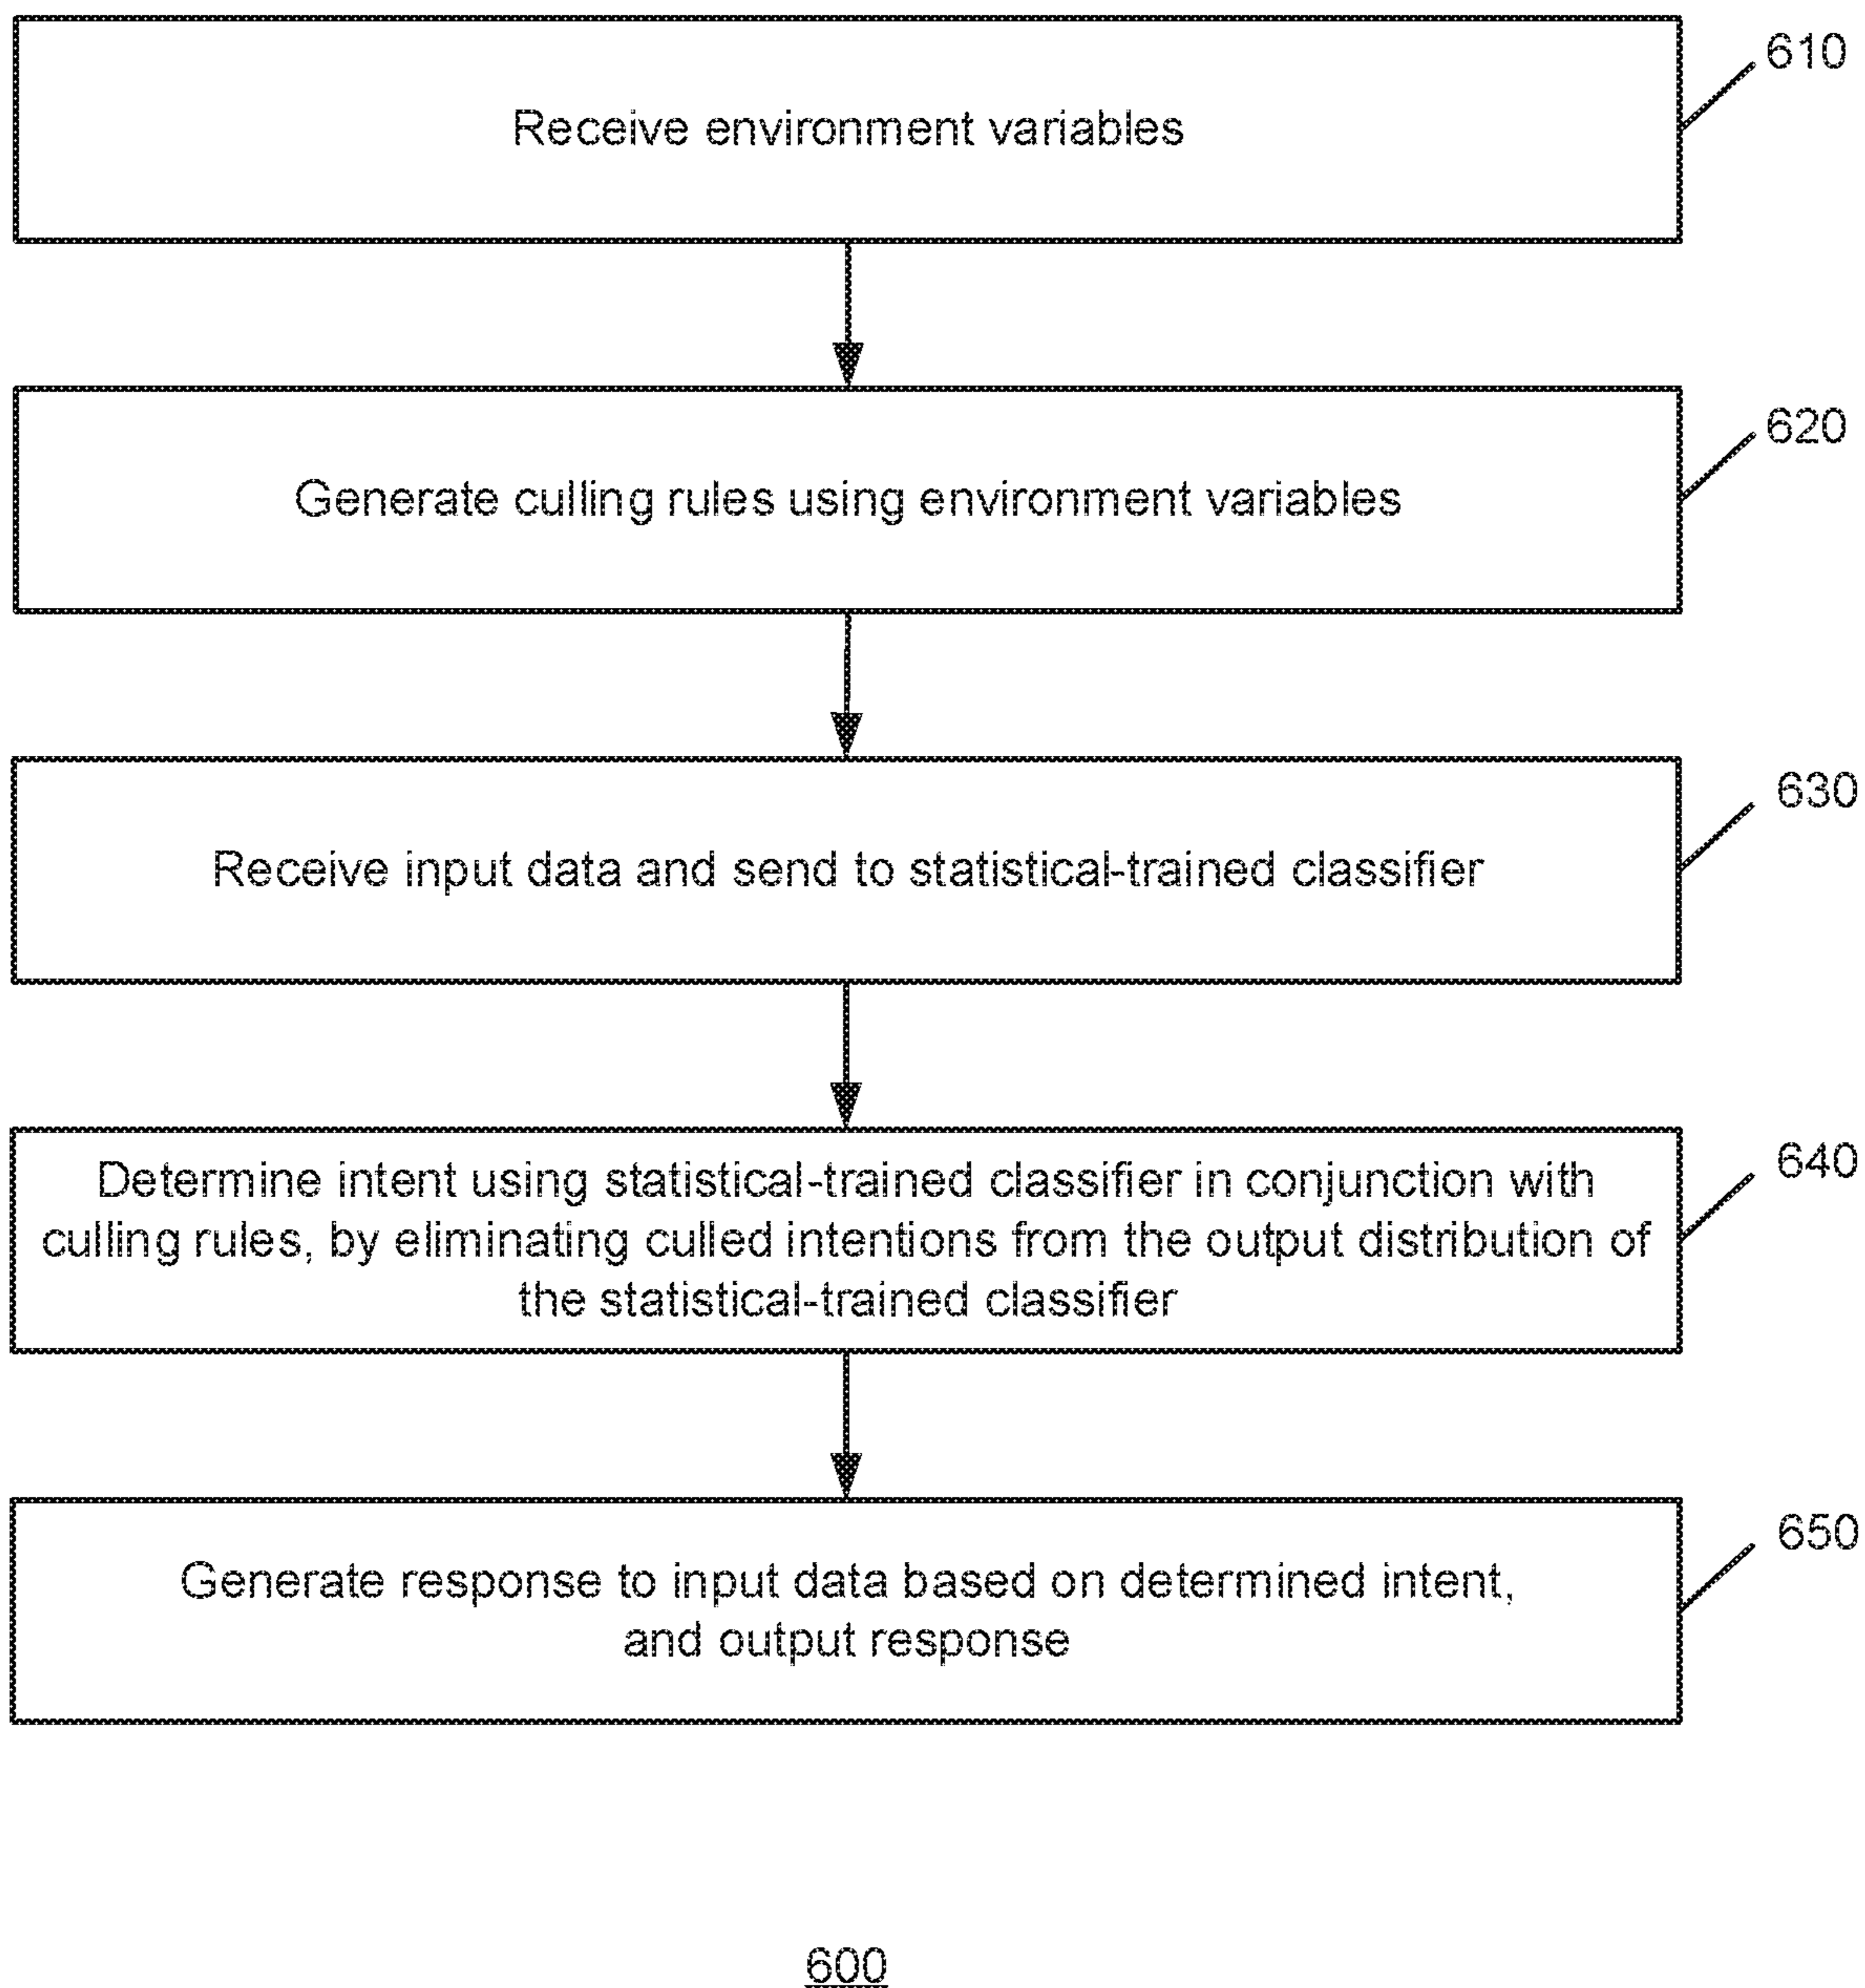 610
Receive environment variables
620
Generate culling rules using environment variables
630
Receive input data and send to statistical-trained classifier
640
Determine intent using statistical-trained classifier in conjunction with
culling rules, by eliminating culled intentions from the output distribution of
the statistical-trained classifier
650
Generate response to input data based on determined intent,
and output response
600